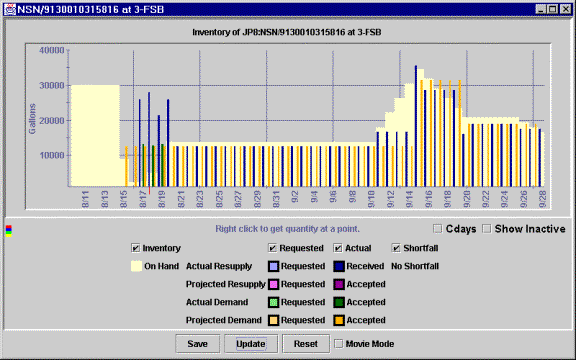 NSN/9130010315816 at 3-FSB
Inventory of JP8:NSN/9130010315816 at 3-FSB
40000
30000
20000
10000
Gallons
8/11 8/13 8/15 8/17 8/19 8/21 8/23 8/25 8/27 8/29 8/31 9/2 9/4 9/6 9/8 9/10 9/12 9/14 9/16 9/18 9/20 9/22 9/24 9/26 9/28
Right click to get quantity at a point. Cdays Show Inactive
Inventory Requested Actual Shortfall
On Hand Actual Resupply Requested Received No Shortfall
Projected Resupply Requested Accepted
Actual Demand Requested Accepted
Projected Demand Requested Accepted
Save Update Reset Movie Mode